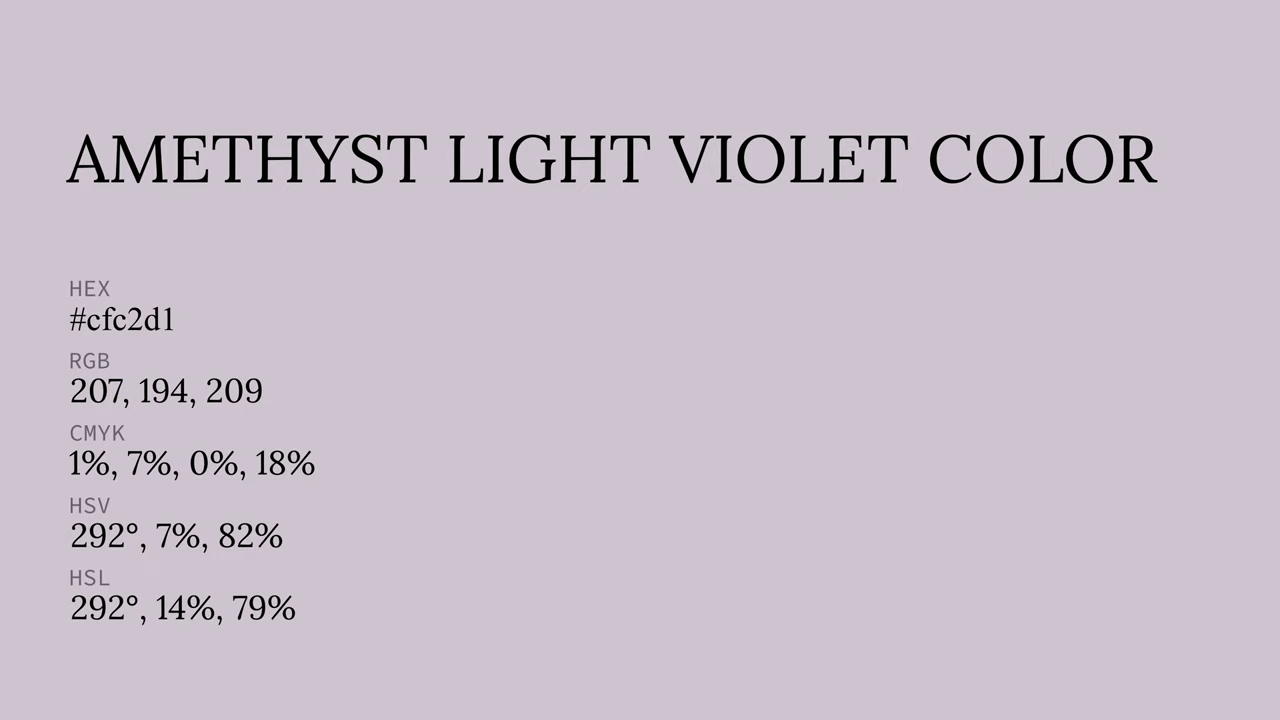 AMETHYST LIGHT VIOLET COLOR
HEX
#cfc2d1
RGB
207, 194, 209
CMYK
1%, 7%, 0%, 18%
HSV
292°, 7%, 82%
HSL
292°, 14%, 79%